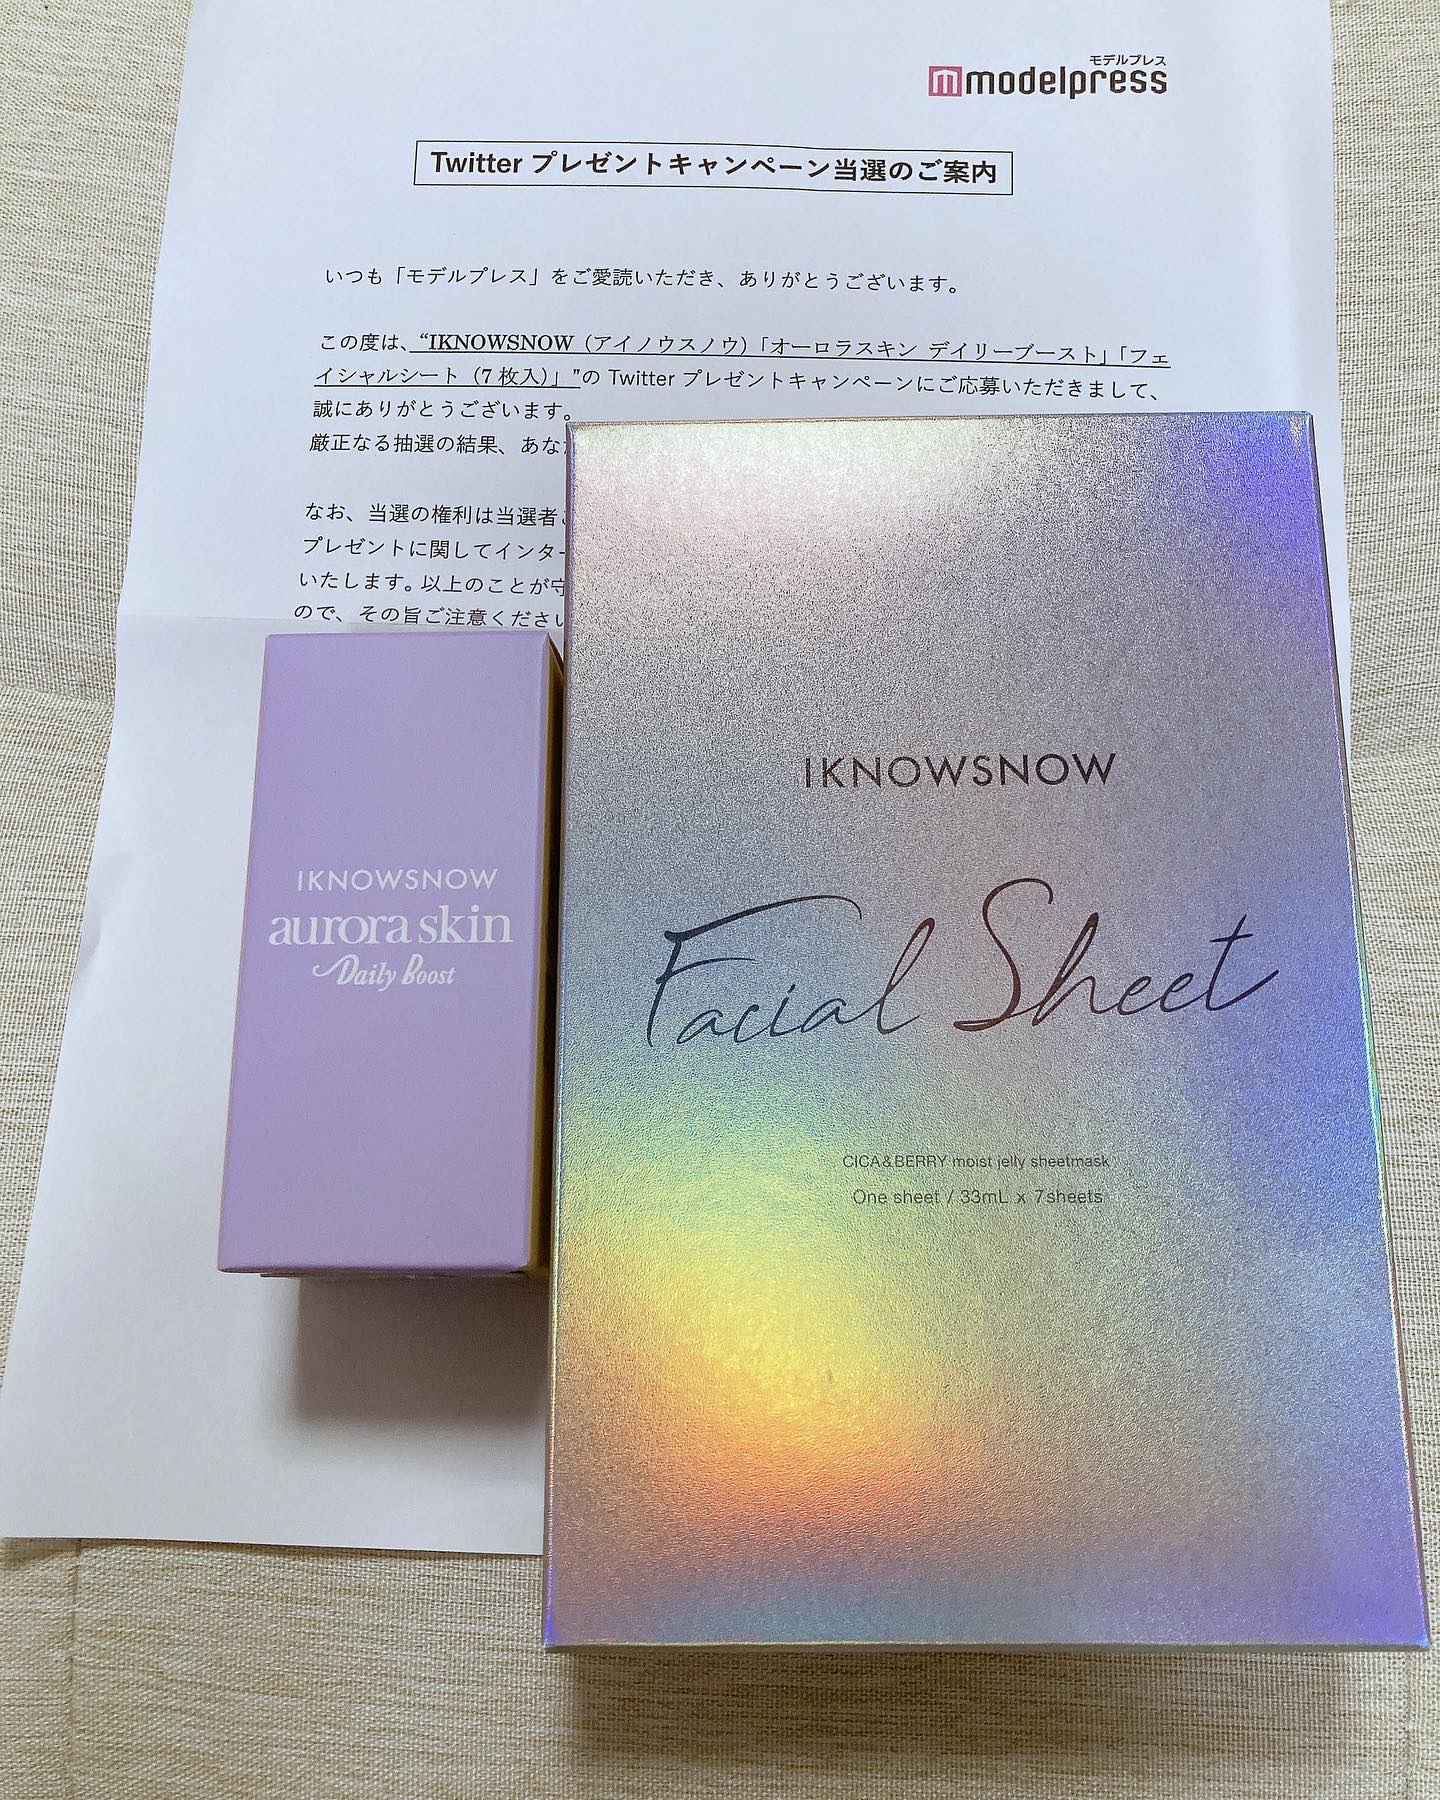 モデルプレス
modelpress
Twitter プレゼントキャンペーン当選のご案内
いつも「モデルプレス」をご愛読いただき、ありがとうございます。
この度は、“IKNOWSNOW（アイノウスノウ）「オーロラスキン デイリーブースト」「フェ
イシャルシート（7 枚入）」”の Twitter プレゼントキャンペーンにご応募いただきまして、
誠にありがとうございます。
厳正なる抽選の結果、あな
なお、当選の権利は当選者
プレゼントに関してインター
いたします。以上のことが守
ので、その旨ご注意ください
IKNOWSNOW
aurora skin
Daily Boost
IKNOWSNOW
Facial Sheet
CICA&BERRY moist jelly sheetmask
One sheet / 33mL x 7sheets